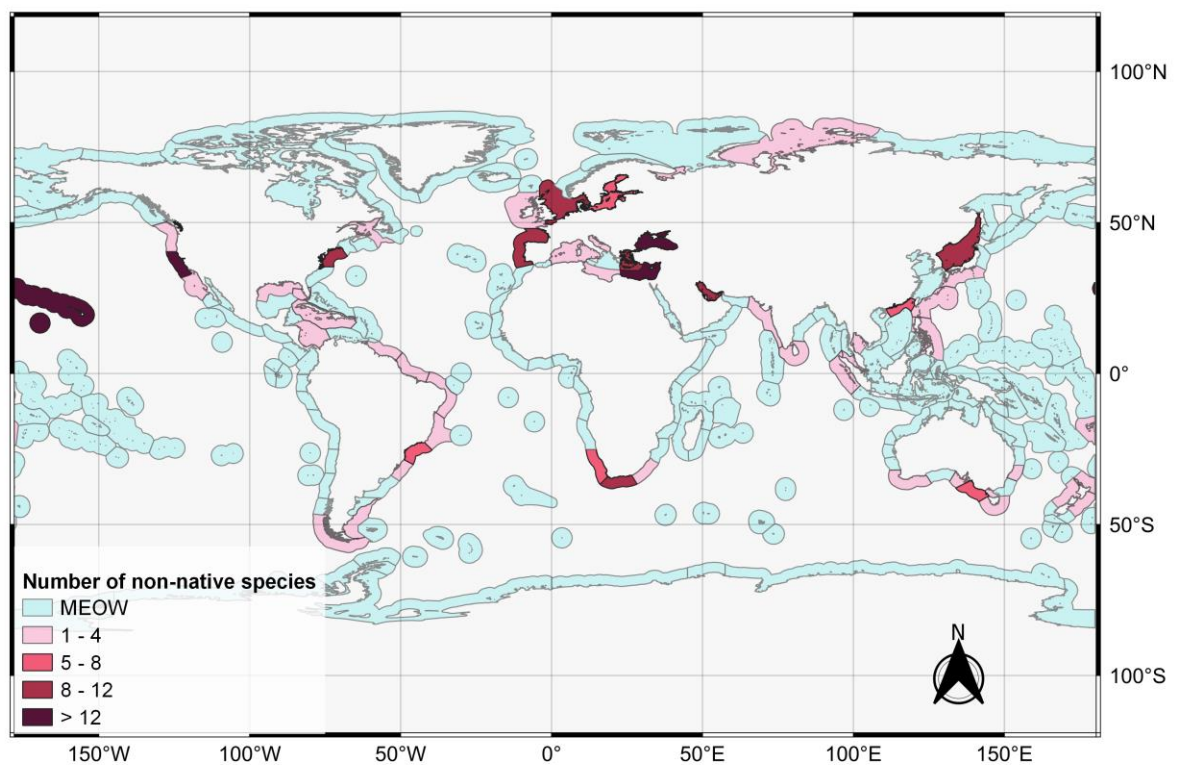 100°N
50°N
0°
50°S
100°S
Number of non-native species
MEOW
1 - 4
5 - 8
8 - 12
> 12
N
150°W 100°W 50°W 0° 50°E 100°E 150°E